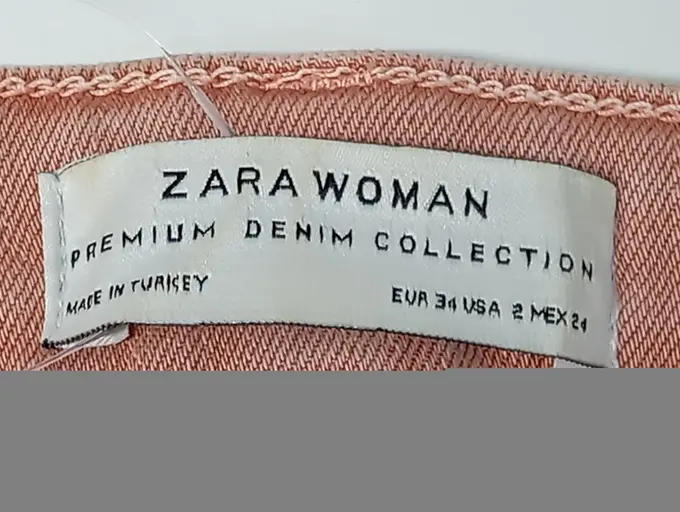 ZARA WOMAN
PREMIUM DENIM COLLECTION
MADE IN TURKEY
EUR 34 USA 2 MEX 24